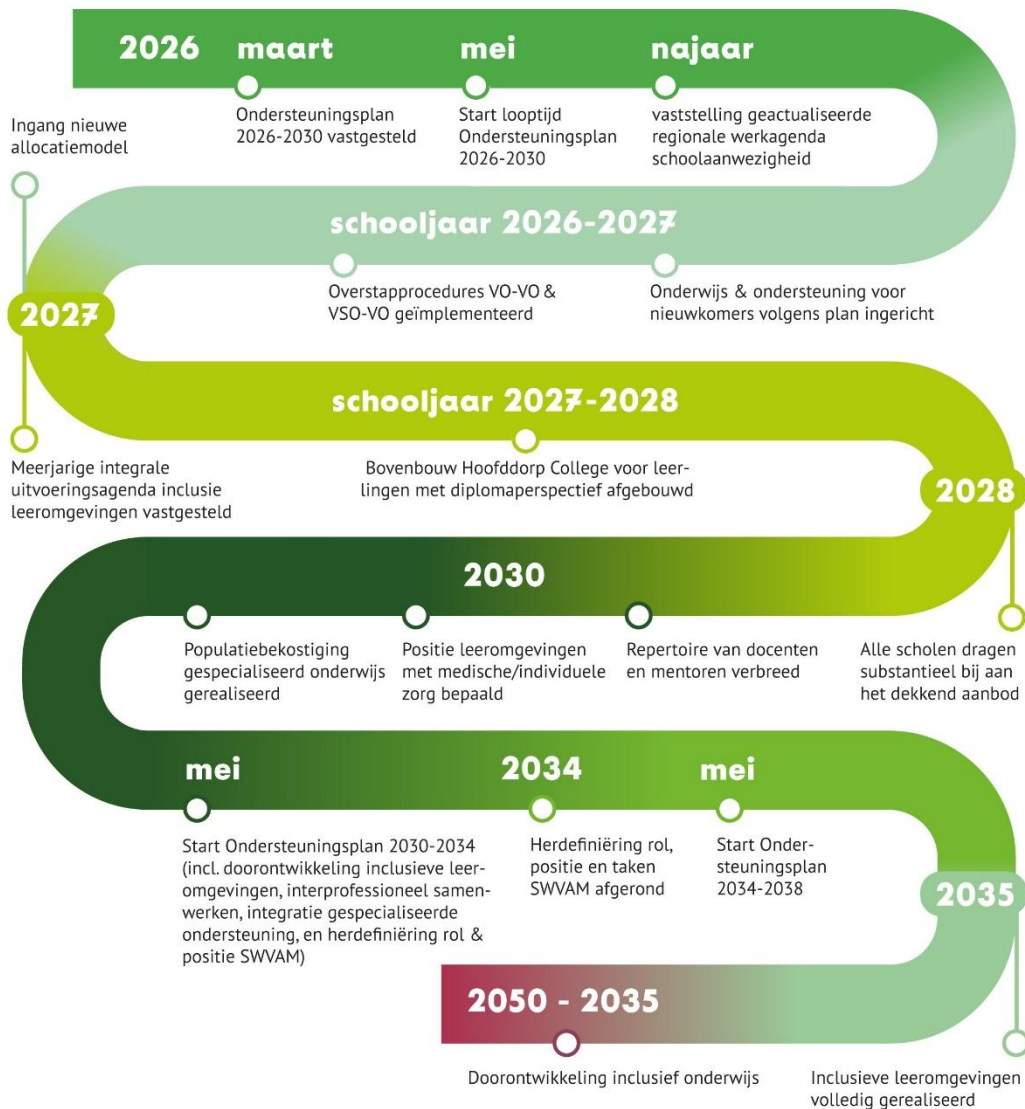 2026 maart mei najaar
Ondersteuningsplan
2026-2030 vastgesteld
Start looptijd
Ondersteuningsplan
2026-2030
vaststelling geactualiseerde
regionale werkagenda
schoolaanwezigheid
schooljaar 2026-2027
Overstapprocedures VO-VO &
VSO-VO geïmplementeerd
Onderwijs & ondersteuning voor
nieuwkomers volgens plan ingericht
Ingang nieuwe
allocatiemodel
2027
Meerjarige integrale
uitvoeringsagenda inclusie
leeromgevingen vastgesteld
schooljaar 2027-2028
Bovenbouw Hoofddorp College voor leer-
lingen met diplomaperspectief afgebouwd
2028
Alle scholen dragen
substantieel bij aan
het dekkend aanbod
2030
Repertoire van docenten
en mentoren verbreed
Positie leeromgevingen
met medische/individuele
zorg bepaald
Populatiebekostiging
gespecialiseerd onderwijs
gerealiseerd
mei 2034 mei
Start Ondersteuningsplan 2030-2034
(incl. doorontwikkeling inclusieve leer-
omgevingen, interprofessioneel samen-
werken, integratie gespecialiseerde
ondersteuning, en herdefiniëring rol &
positie SWVAM)
Herdefiniëring rol,
positie en taken
SWVAM afgerond
Start Onder-
steuningsplan
2034-2038
2035
Inclusieve leeromgevingen
volledig gerealiseerd
2050 - 2035
Doorontwikkeling inclusief onderwijs